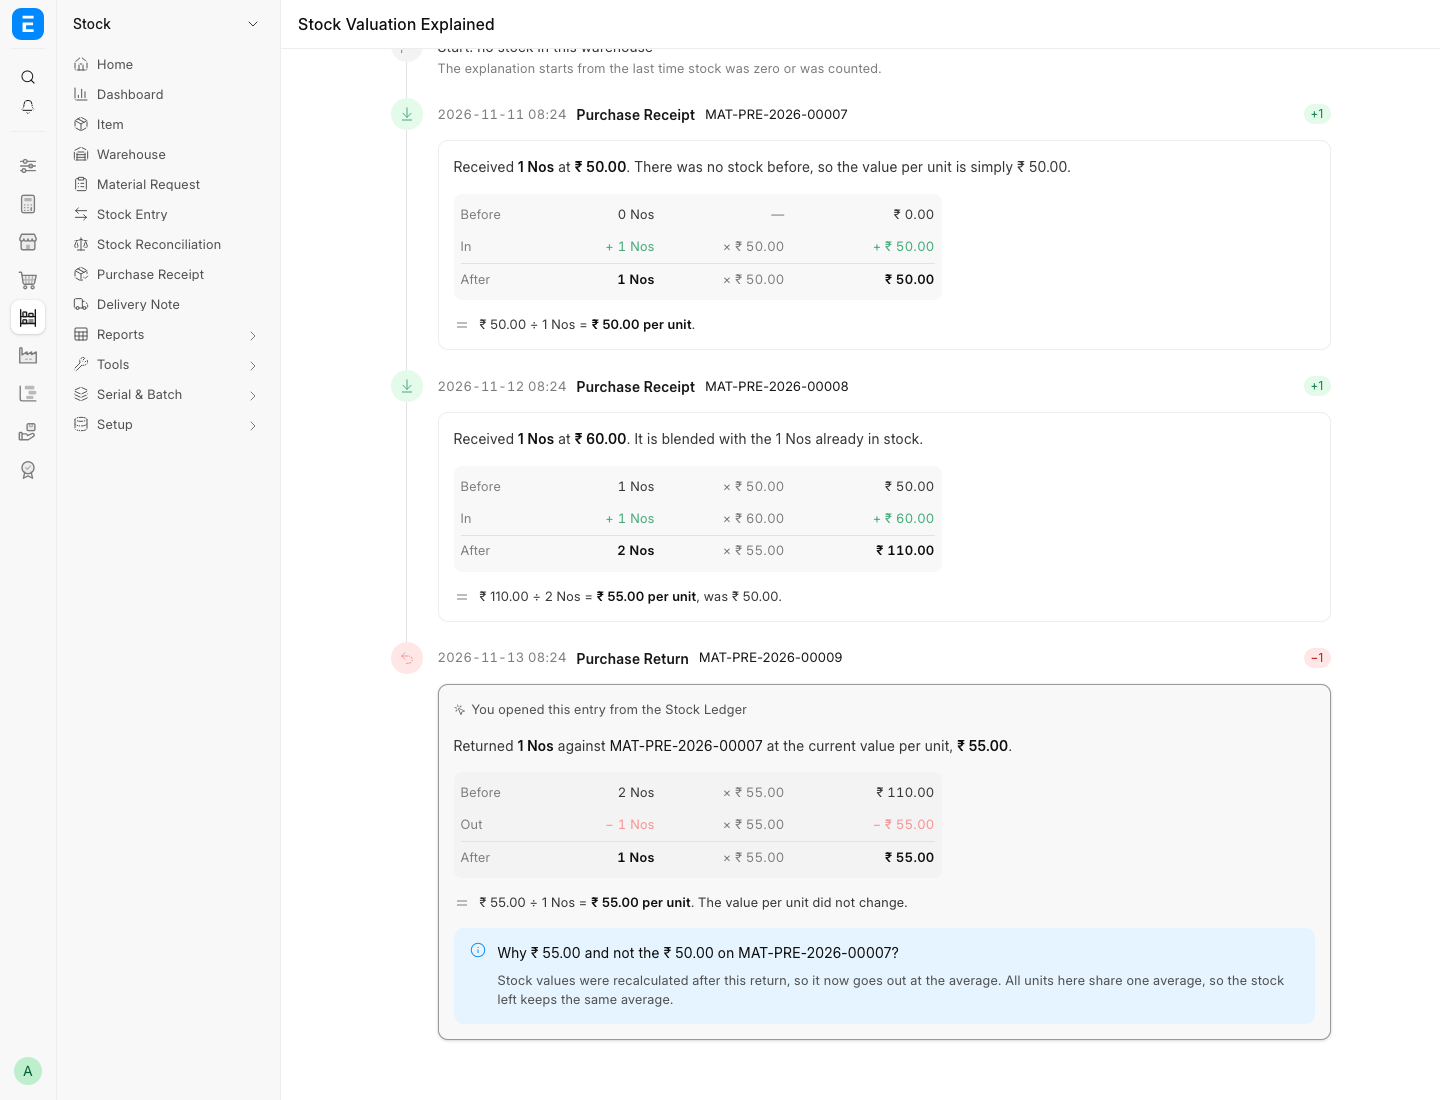 Stock
Home
Dashboard
Item
Warehouse
Material Request
Stock Entry
Stock Reconciliation
Purchase Receipt
Delivery Note
Reports
Tools
Serial & Batch
Setup
A
Stock Valuation Explained
Start: no stock in this warehouse
The explanation starts from the last time stock was zero or was counted.
2026-11-11 08:24 Purchase Receipt MAT-PRE-2026-00007 +1
Received 1 Nos at ₹ 50.00. There was no stock before, so the value per unit is simply ₹ 50.00.
Before 0 Nos — ₹ 0.00
In + 1 Nos × ₹ 50.00 + ₹ 50.00
After 1 Nos × ₹ 50.00 ₹ 50.00
= ₹ 50.00 ÷ 1 Nos = ₹ 50.00 per unit.
2026-11-12 08:24 Purchase Receipt MAT-PRE-2026-00008 +1
Received 1 Nos at ₹ 60.00. It is blended with the 1 Nos already in stock.
Before 1 Nos × ₹ 50.00 ₹ 50.00
In + 1 Nos × ₹ 60.00 + ₹ 60.00
After 2 Nos × ₹ 55.00 ₹ 110.00
= ₹ 110.00 ÷ 2 Nos = ₹ 55.00 per unit, was ₹ 50.00.
2026-11-13 08:24 Purchase Return MAT-PRE-2026-00009 −1
You opened this entry from the Stock Ledger
Returned 1 Nos against MAT-PRE-2026-00007 at the current value per unit, ₹ 55.00.
Before 2 Nos × ₹ 55.00 ₹ 110.00
Out − 1 Nos × ₹ 55.00 − ₹ 55.00
After 1 Nos × ₹ 55.00 ₹ 55.00
= ₹ 55.00 ÷ 1 Nos = ₹ 55.00 per unit. The value per unit did not change.
Why ₹ 55.00 and not the ₹ 50.00 on MAT-PRE-2026-00007?
Stock values were recalculated after this return, so it now goes out at the average. All units here share one average, so the stock
left keeps the same average.